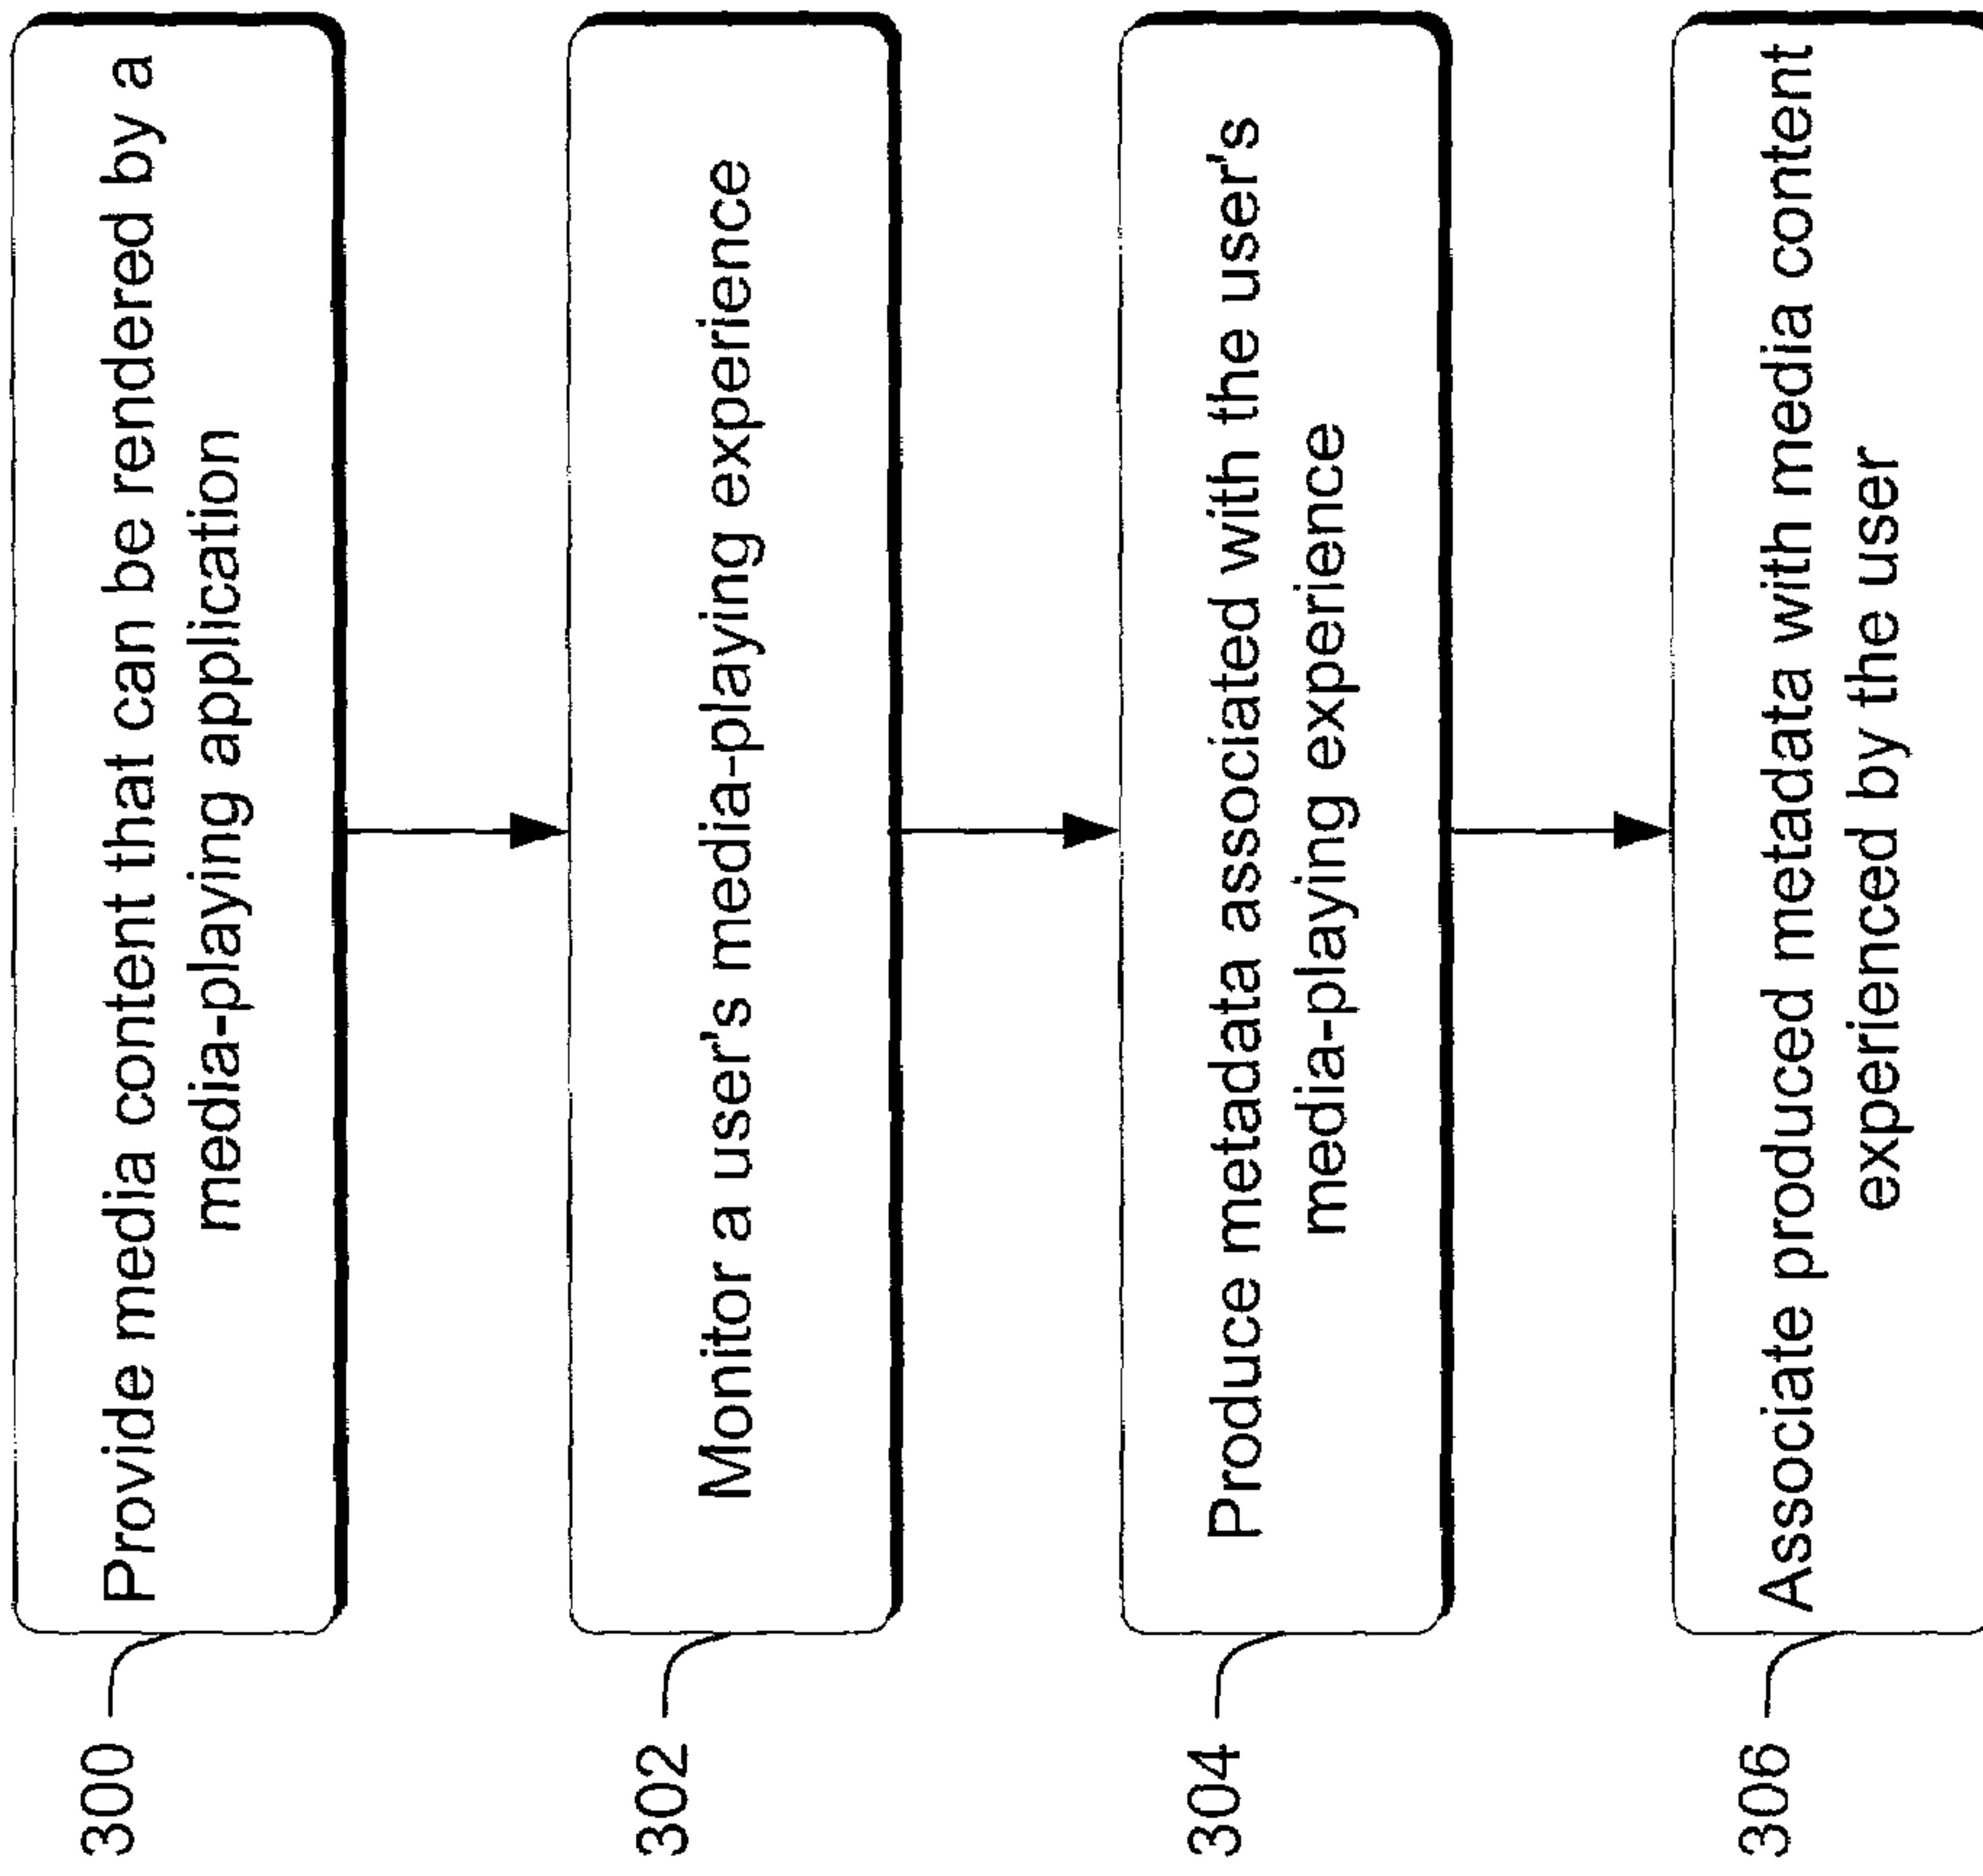 300
Provide media content that can be rendered by a
media-playing application
302
Monitor a user's media-playing experience
304
Produce metadata associated with the user's
media-playing experience
306
Associate produced metadata with media content
experienced by the user